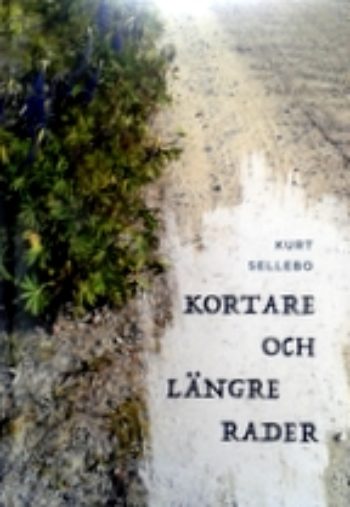 KURT
SELLEBO
KORTARE
OCH
LÄNGRE
RADER